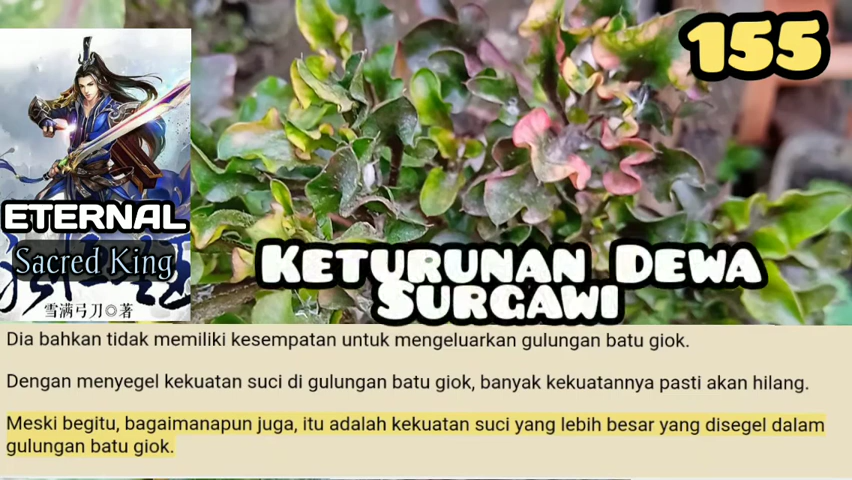 155
ETERNAL
Sacred King
雪满弓刀◎著
KETURUNAN DEWA
SURGAWI
Dia bahkan tidak memiliki kesempatan untuk mengeluarkan gulungan batu giok.
Dengan menyegel kekuatan suci di gulungan batu giok, banyak kekuatannya pasti akan hilang.
Meski begitu, bagaimanapun juga, itu adalah kekuatan suci yang lebih besar yang disegel dalam
gulungan batu giok.